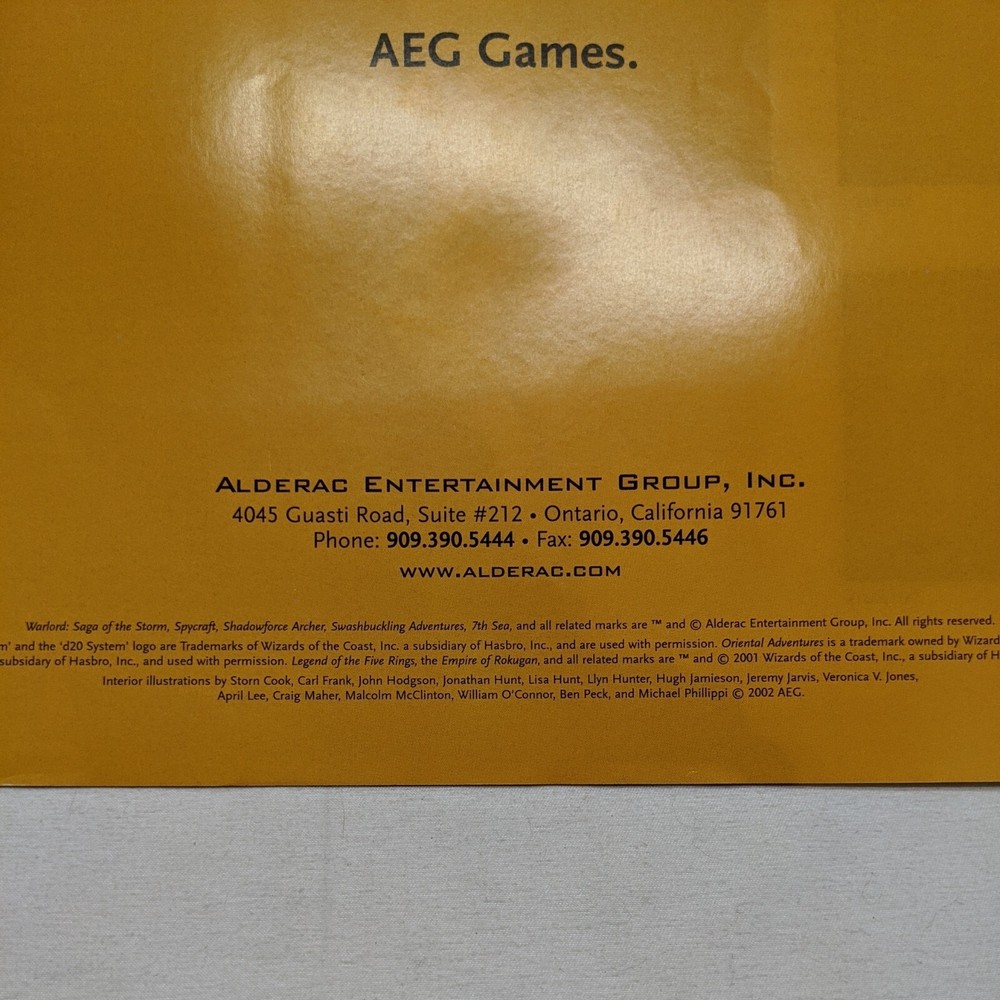 AEG Games.
ALDERAC ENTERTAINMENT GROUP, INC.
4045 Guasti Road, Suite #212 • Ontario, California 91761
Phone: 909.390.5444 • Fax: 909.390.5446
WWW.ALDERAC.COM
Warlord: Saga of the Storm, Spycraft, Shadowforce Archer, Swashbuckling Adventures, 7th Sea, and all related marks are ™ and © Alderac Entertainment Group, Inc. All rights reserved.
and the 'd20 System' logo are Trademarks of Wizards of the Coast, Inc. a subsidiary of Hasbro, Inc., and are used with permission. Oriental Adventures is a trademark owned by
subsidiary of Hasbro, Inc., and used with permission. Legend of the Five Rings, the Empire of Rokugan, and all related marks are ™ and © 2001 Wizards of the Coast, Inc., a subsidiary of
Interior illustrations by Storn Cook, Carl Frank, John Hodgson, Jonathan Hunt, Lisa Hunt, Llyn Hunter, Hugh Jamieson, Jeremy Jarvis, Veronica V. Jones,
April Lee, Craig Maher, Malcolm McClinton, William O'Connor, Ben Peck, and Michael Phillippi © 2002 AEG.